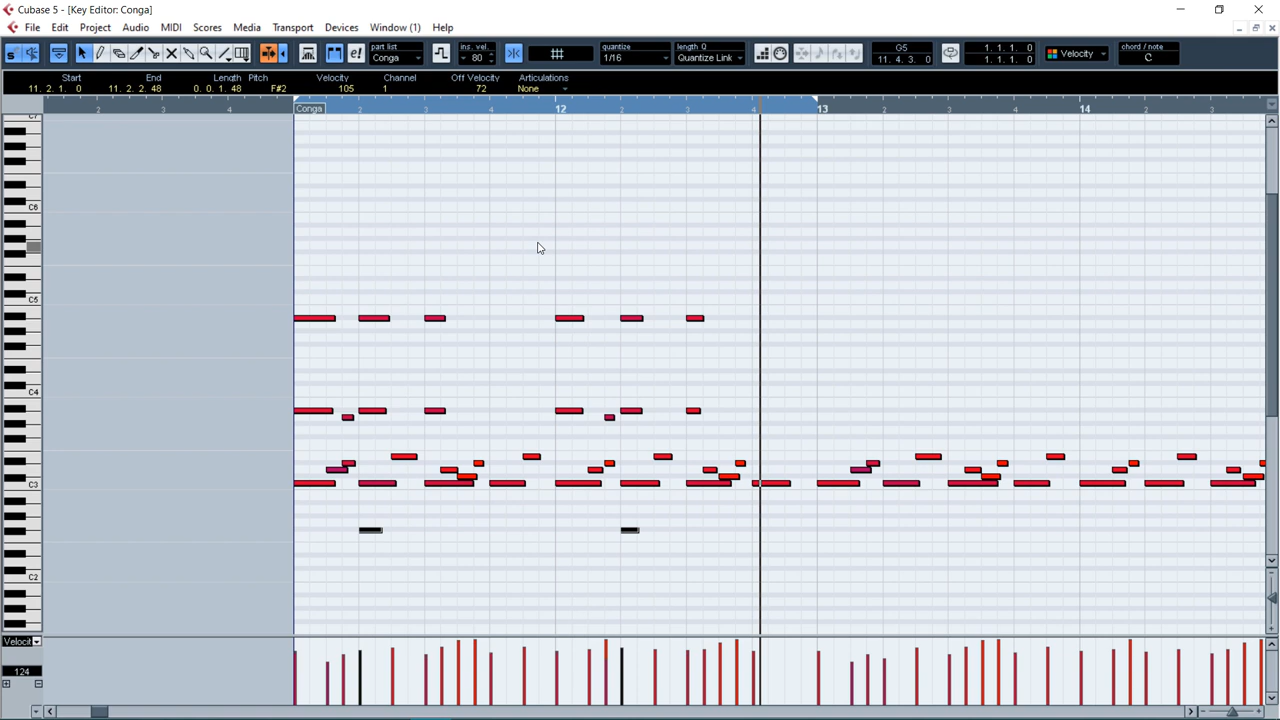 Cubase 5 - [Key Editor: Conga]
File Edit Project Audio MIDI Scores Media Transport Devices Window (1) Help
part list ins. vel. quantize length Q chord / note
Conga 80 1/16 Quantize Link G5 11. 4. 3. 0 1. 1. 1. 0 1. 1. 1. 0 Velocity C
Start End Length Pitch Velocity Channel Off Velocity Articulations
11. 2. 1. 0 11. 2. 2. 48 0. 0. 1. 48 F#2 105 1 72 None
2 3 4 Conga 2 3 4 12 2 3 4 13 2 3 4 14 2 3
C7
C6
C5
C4
C3
C2
Velocit
124